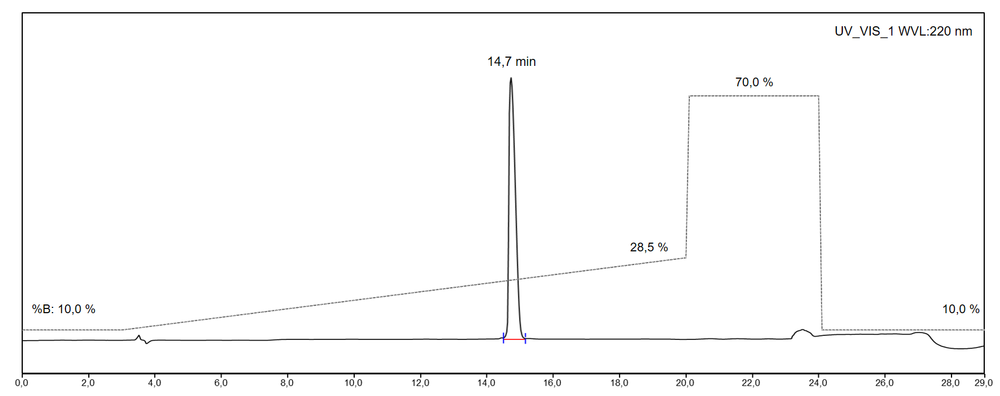 UV_VIS_1 WVL:220 nm
14,7 min
70,0 %
28,5 %
%B: 10,0 %
10,0 %
0,0 2,0 4,0 6,0 8,0 10,0 12,0 14,0 16,0 18,0 20,0 22,0 24,0 26,0 28,0 29,0